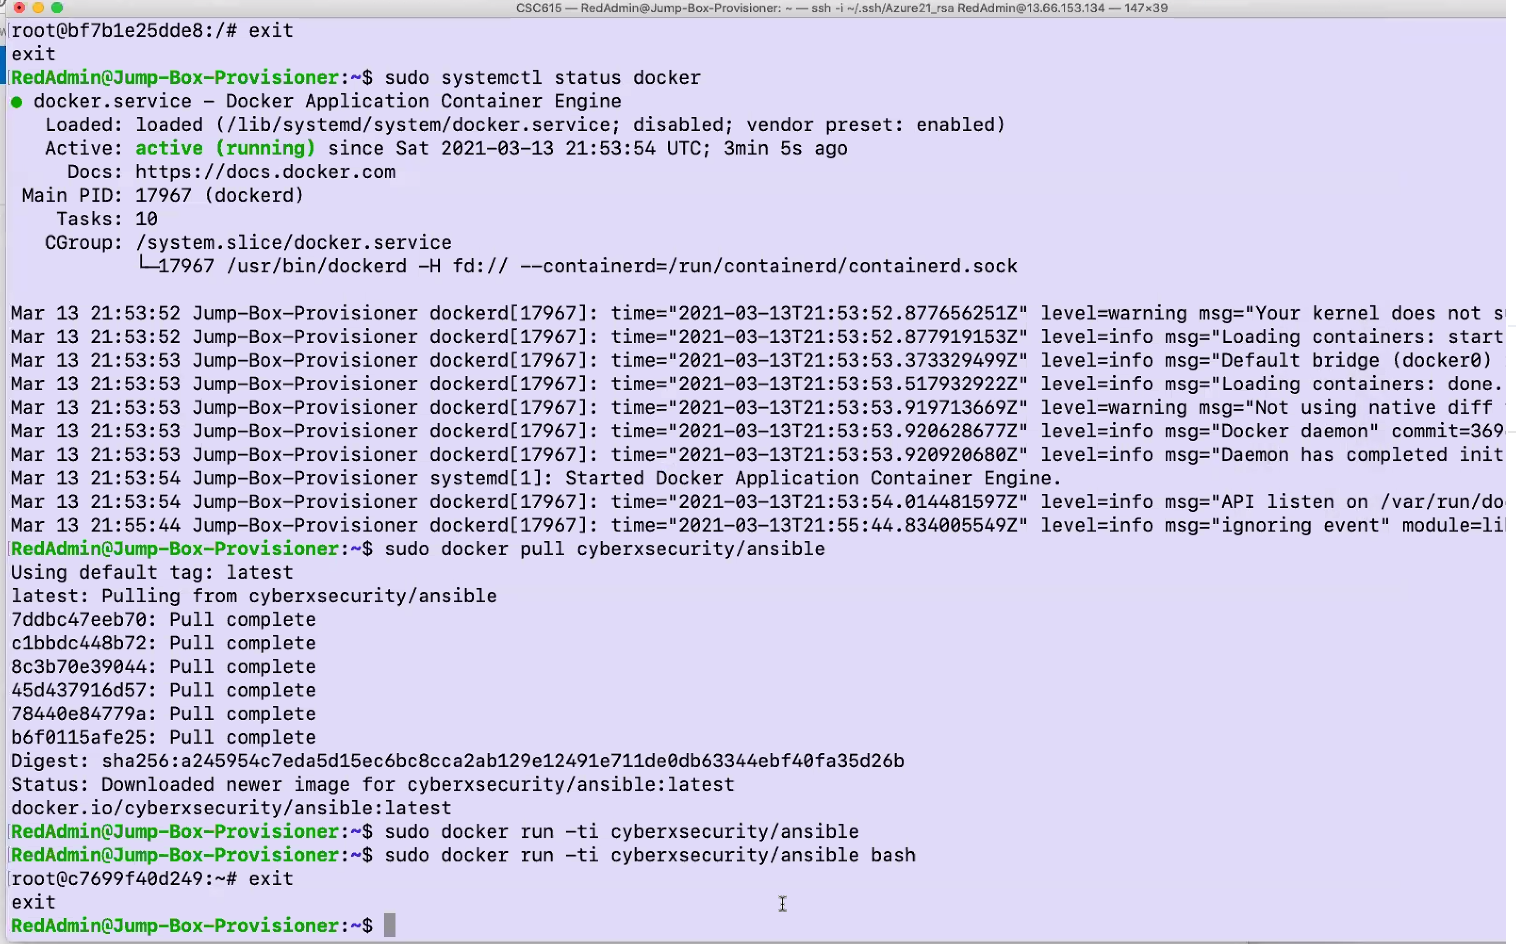 CSC615 — RedAdmin@Jump-Box-Provisioner: ~ — ssh -i ~/.ssh/Azure21_rsa RedAdmin@13.66.153.134 — 147×39
root@bf7b1e25dde8:/# exit
exit
RedAdmin@Jump-Box-Provisioner:~$ sudo systemctl status docker
● docker.service - Docker Application Container Engine
Loaded: loaded (/lib/systemd/system/docker.service; disabled; vendor preset: enabled)
Active: active (running) since Sat 2021-03-13 21:53:54 UTC; 3min 5s ago
Docs: https://docs.docker.com
Main PID: 17967 (dockerd)
Tasks: 10
CGroup: /system.slice/docker.service
└─17967 /usr/bin/dockerd -H fd:// --containerd=/run/containerd/containerd.sock
Mar 13 21:53:52 Jump-Box-Provisioner dockerd[17967]: time="2021-03-13T21:53:52.877656251Z" level=warning msg="Your kernel does not s
Mar 13 21:53:52 Jump-Box-Provisioner dockerd[17967]: time="2021-03-13T21:53:52.877919153Z" level=info msg="Loading containers: start
Mar 13 21:53:53 Jump-Box-Provisioner dockerd[17967]: time="2021-03-13T21:53:53.373329499Z" level=info msg="Default bridge (docker0)
Mar 13 21:53:53 Jump-Box-Provisioner dockerd[17967]: time="2021-03-13T21:53:53.517932922Z" level=info msg="Loading containers: done.
Mar 13 21:53:53 Jump-Box-Provisioner dockerd[17967]: time="2021-03-13T21:53:53.919713669Z" level=warning msg="Not using native diff
Mar 13 21:53:53 Jump-Box-Provisioner dockerd[17967]: time="2021-03-13T21:53:53.920628677Z" level=info msg="Docker daemon" commit=369
Mar 13 21:53:53 Jump-Box-Provisioner dockerd[17967]: time="2021-03-13T21:53:53.920920680Z" level=info msg="Daemon has completed init
Mar 13 21:53:54 Jump-Box-Provisioner systemd[1]: Started Docker Application Container Engine.
Mar 13 21:53:54 Jump-Box-Provisioner dockerd[17967]: time="2021-03-13T21:53:54.014481597Z" level=info msg="API listen on /var/run/do
Mar 13 21:55:44 Jump-Box-Provisioner dockerd[17967]: time="2021-03-13T21:55:44.834005549Z" level=info msg="ignoring event" module=li
RedAdmin@Jump-Box-Provisioner:~$ sudo docker pull cyberxsecurity/ansible
Using default tag: latest
latest: Pulling from cyberxsecurity/ansible
7ddbc47eeb70: Pull complete
c1bbdc448b72: Pull complete
8c3b70e39044: Pull complete
45d437916d57: Pull complete
78440e84779a: Pull complete
b6f0115afe25: Pull complete
Digest: sha256:a245954c7eda5d15ec6bc8cca2ab129e12491e711de0db63344ebf40fa35d26b
Status: Downloaded newer image for cyberxsecurity/ansible:latest
docker.io/cyberxsecurity/ansible:latest
RedAdmin@Jump-Box-Provisioner:~$ sudo docker run -ti cyberxsecurity/ansible
RedAdmin@Jump-Box-Provisioner:~$ sudo docker run -ti cyberxsecurity/ansible bash
root@c7699f40d249:~# exit
exit
RedAdmin@Jump-Box-Provisioner:~$